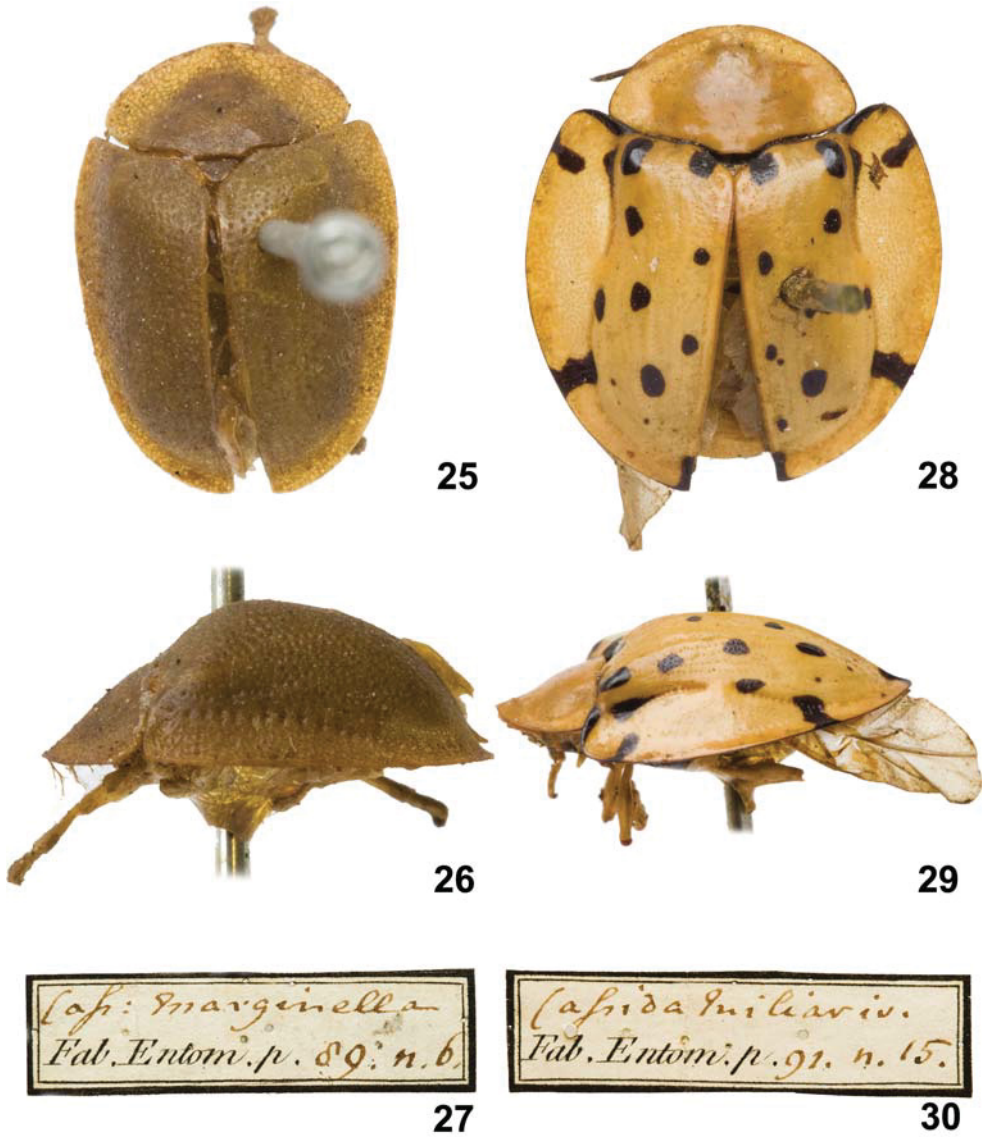 25
28
26
29
Cass: marginella
Fab. Entom. p. 89. n. 6.
27
Cassida miliaris.
Fab. Entom. p. 91. n. 15.
30